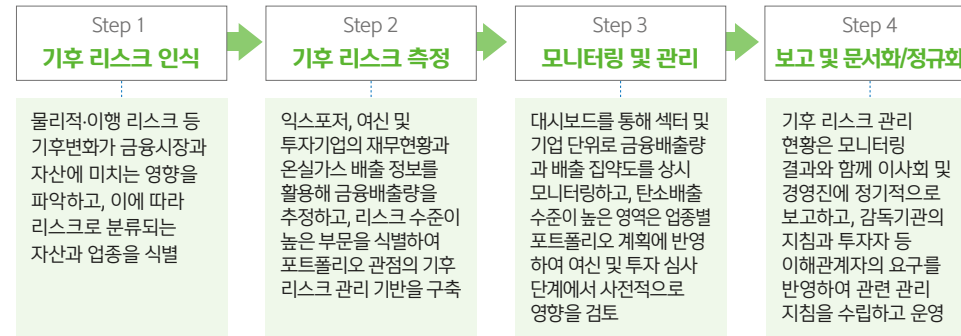 Step 1
기후 리스크 인식
물리적·이행 리스크 등
기후변화가 금융시장과
자산에 미치는 영향을
파악하고, 이에 따라
리스크로 분류되는
자산과 업종을 식별
Step 2
기후 리스크 측정
익스포저, 여신 및
투자기업의 재무현황과
온실가스 배출 정보를
활용해 금융배출량을
추정하고, 리스크 수준이
높은 부문을 식별하여
포트폴리오 관점의 기후
리스크 관리 기반을 구축
Step 3
모니터링 및 관리
대시보드를 통해 섹터 및
기업 단위로 금융배출량
과 배출 집약도를 상시
모니터링하고, 탄소배출
수준이 높은 영역은 업종별
포트폴리오 계획에 반영
하여 여신 및 투자 심사
단계에서 사전적으로
영향을 검토
Step 4
보고 및 문서화/정규화
기후 리스크 관리
현황은 모니터링
결과와 함께 이사회 및
경영진에 정기적으로
보고하고, 감독기관의
지침과 투자자 등
이해관계자의 요구를
반영하여 관련 관리
지침을 수립하고 운영